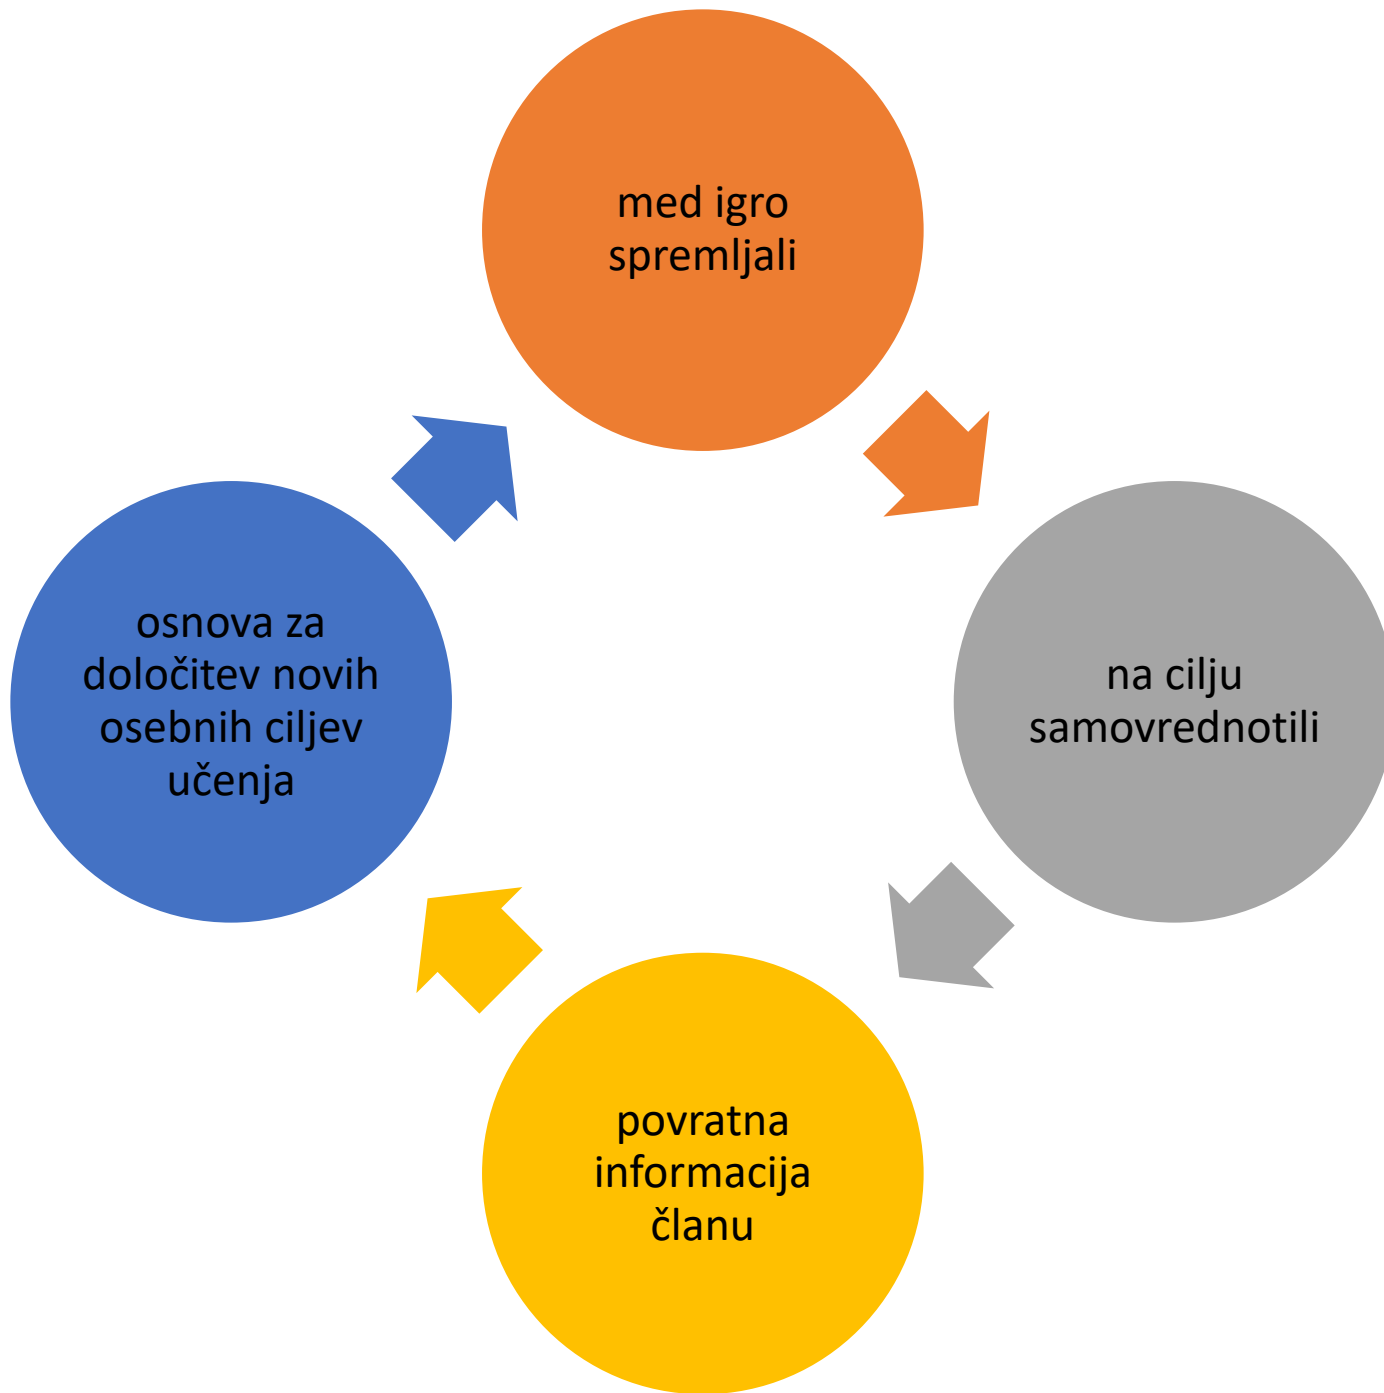 med igro
spremljali
na cilju
samovrednotili
povratna
informacija
članu
osnova za
določitev novih
osebnih ciljev
učenja